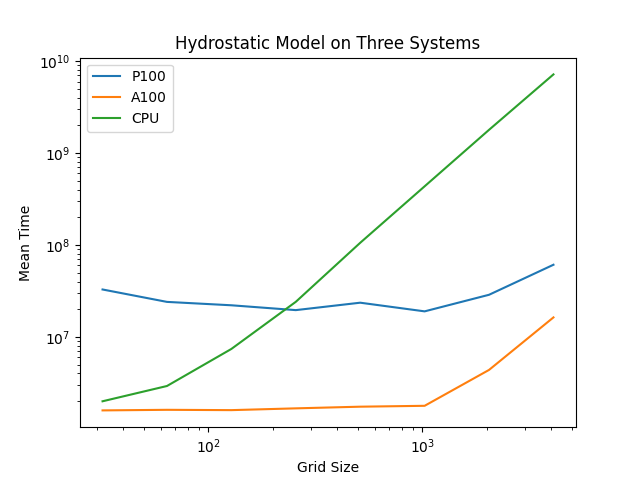 Hydrostatic Model on Three Systems
P100
A100
CPU
Mean Time
10¹⁰
10⁹
10⁸
10⁷
10² 10³
Grid Size